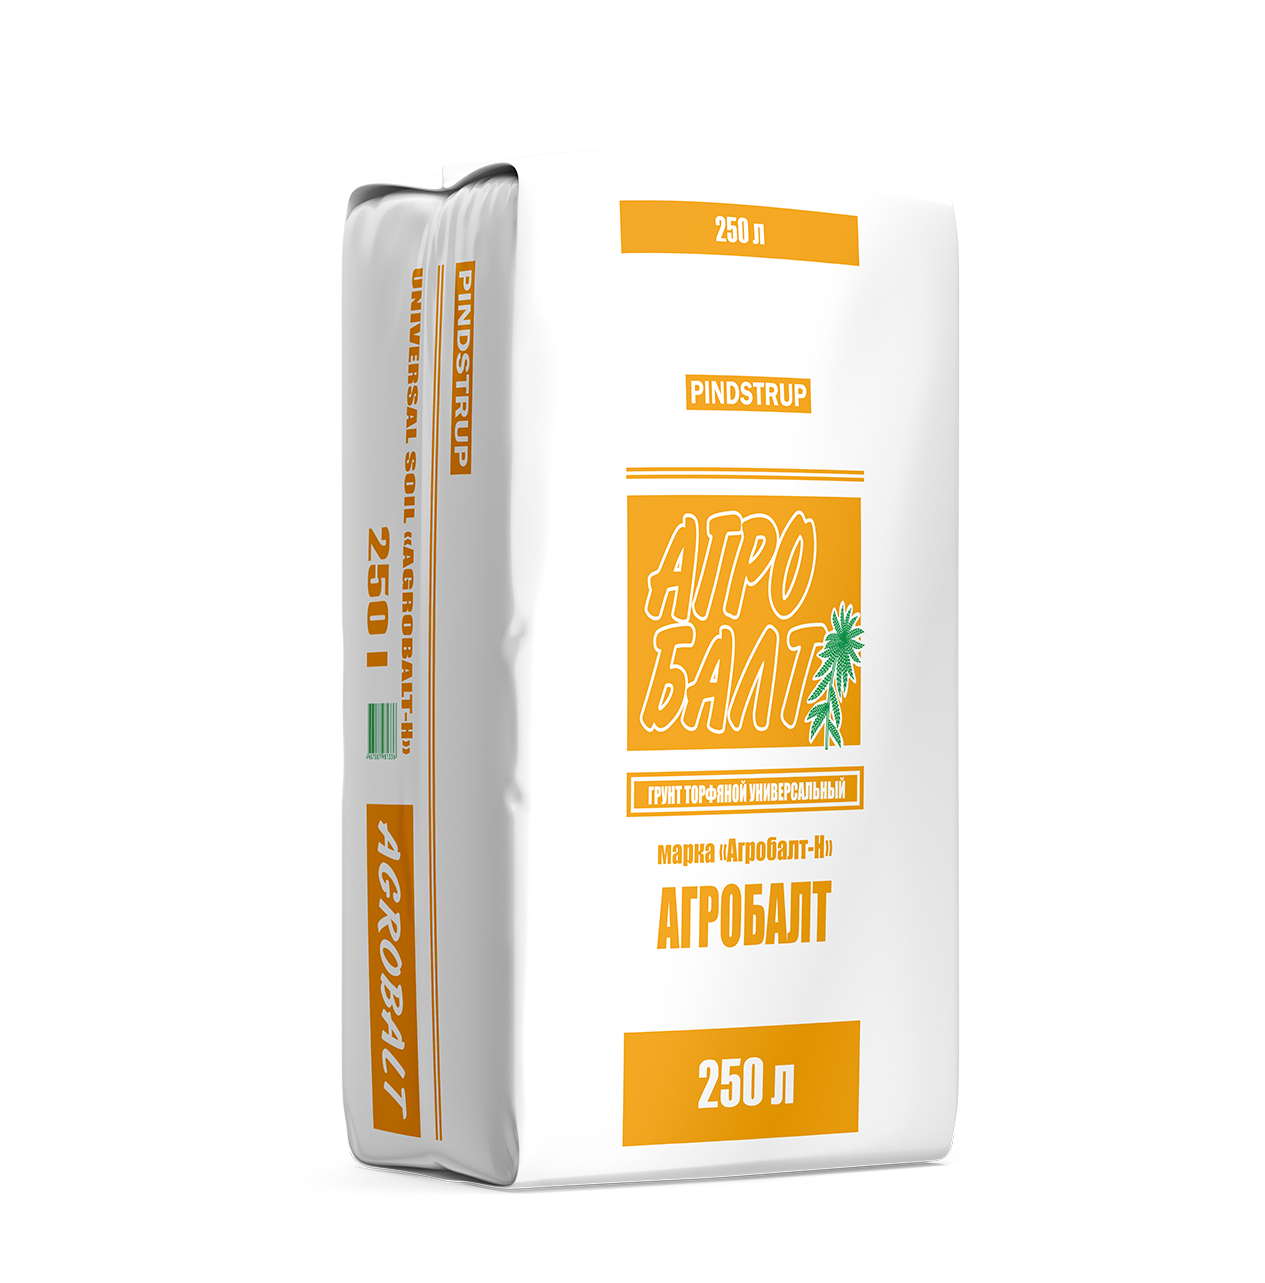 250 л
PINDSTRUP
АГРО
БАЛТ
ГРУНТ ТОРФЯНОЙ УНИВЕРСАЛЬНЫЙ
марка «Агробалт-Н»
АГРОБАЛТ
250 л
PINDSTRUP
UNIVERSAL SOIL «AGROBALT-H»
250 l
AGROBALT